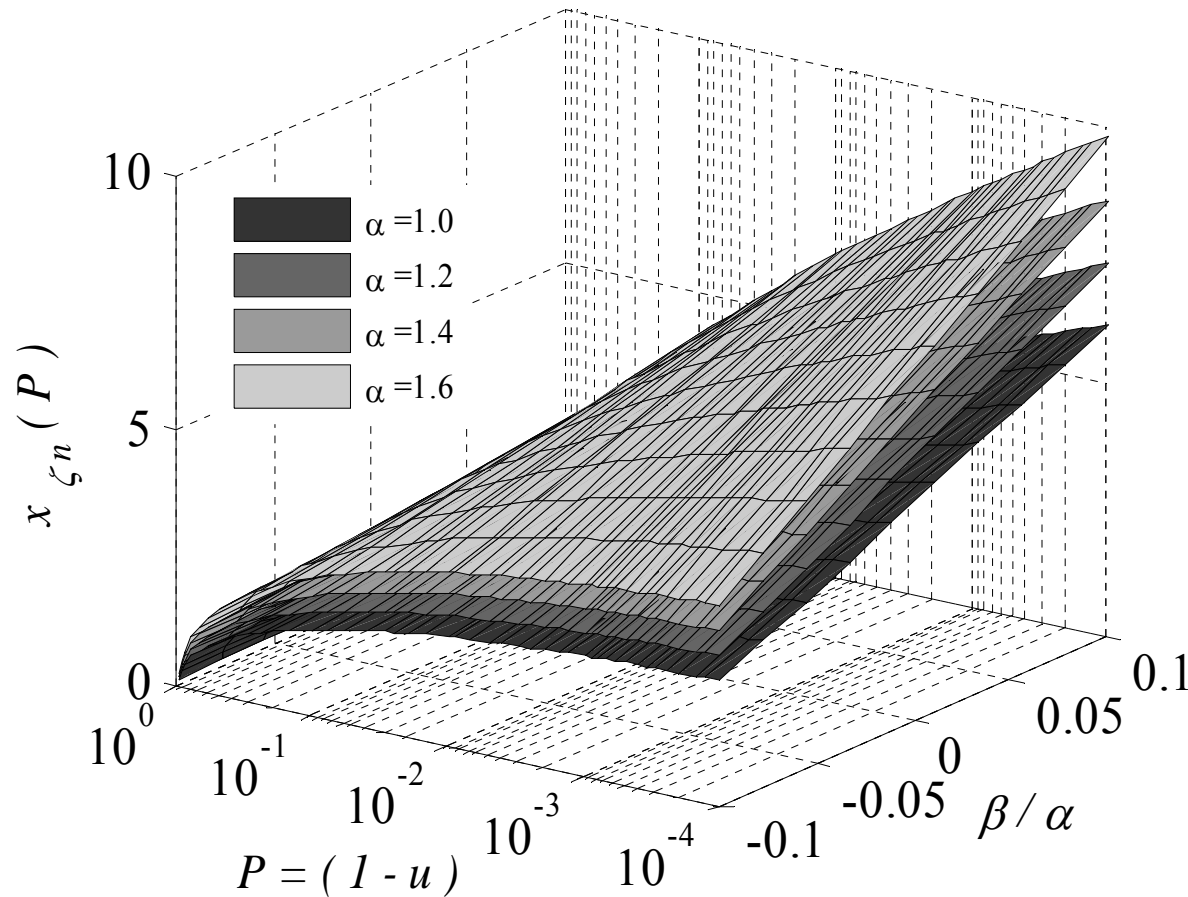 10
α =1.0
α =1.2
α =1.4
α =1.6
5
x ζn ( P )
0
10^0
10^-1
10^-2
10^-3
10^-4
P = ( 1 - u )
-0.1
-0.05
0
0.05
0.1
β / α